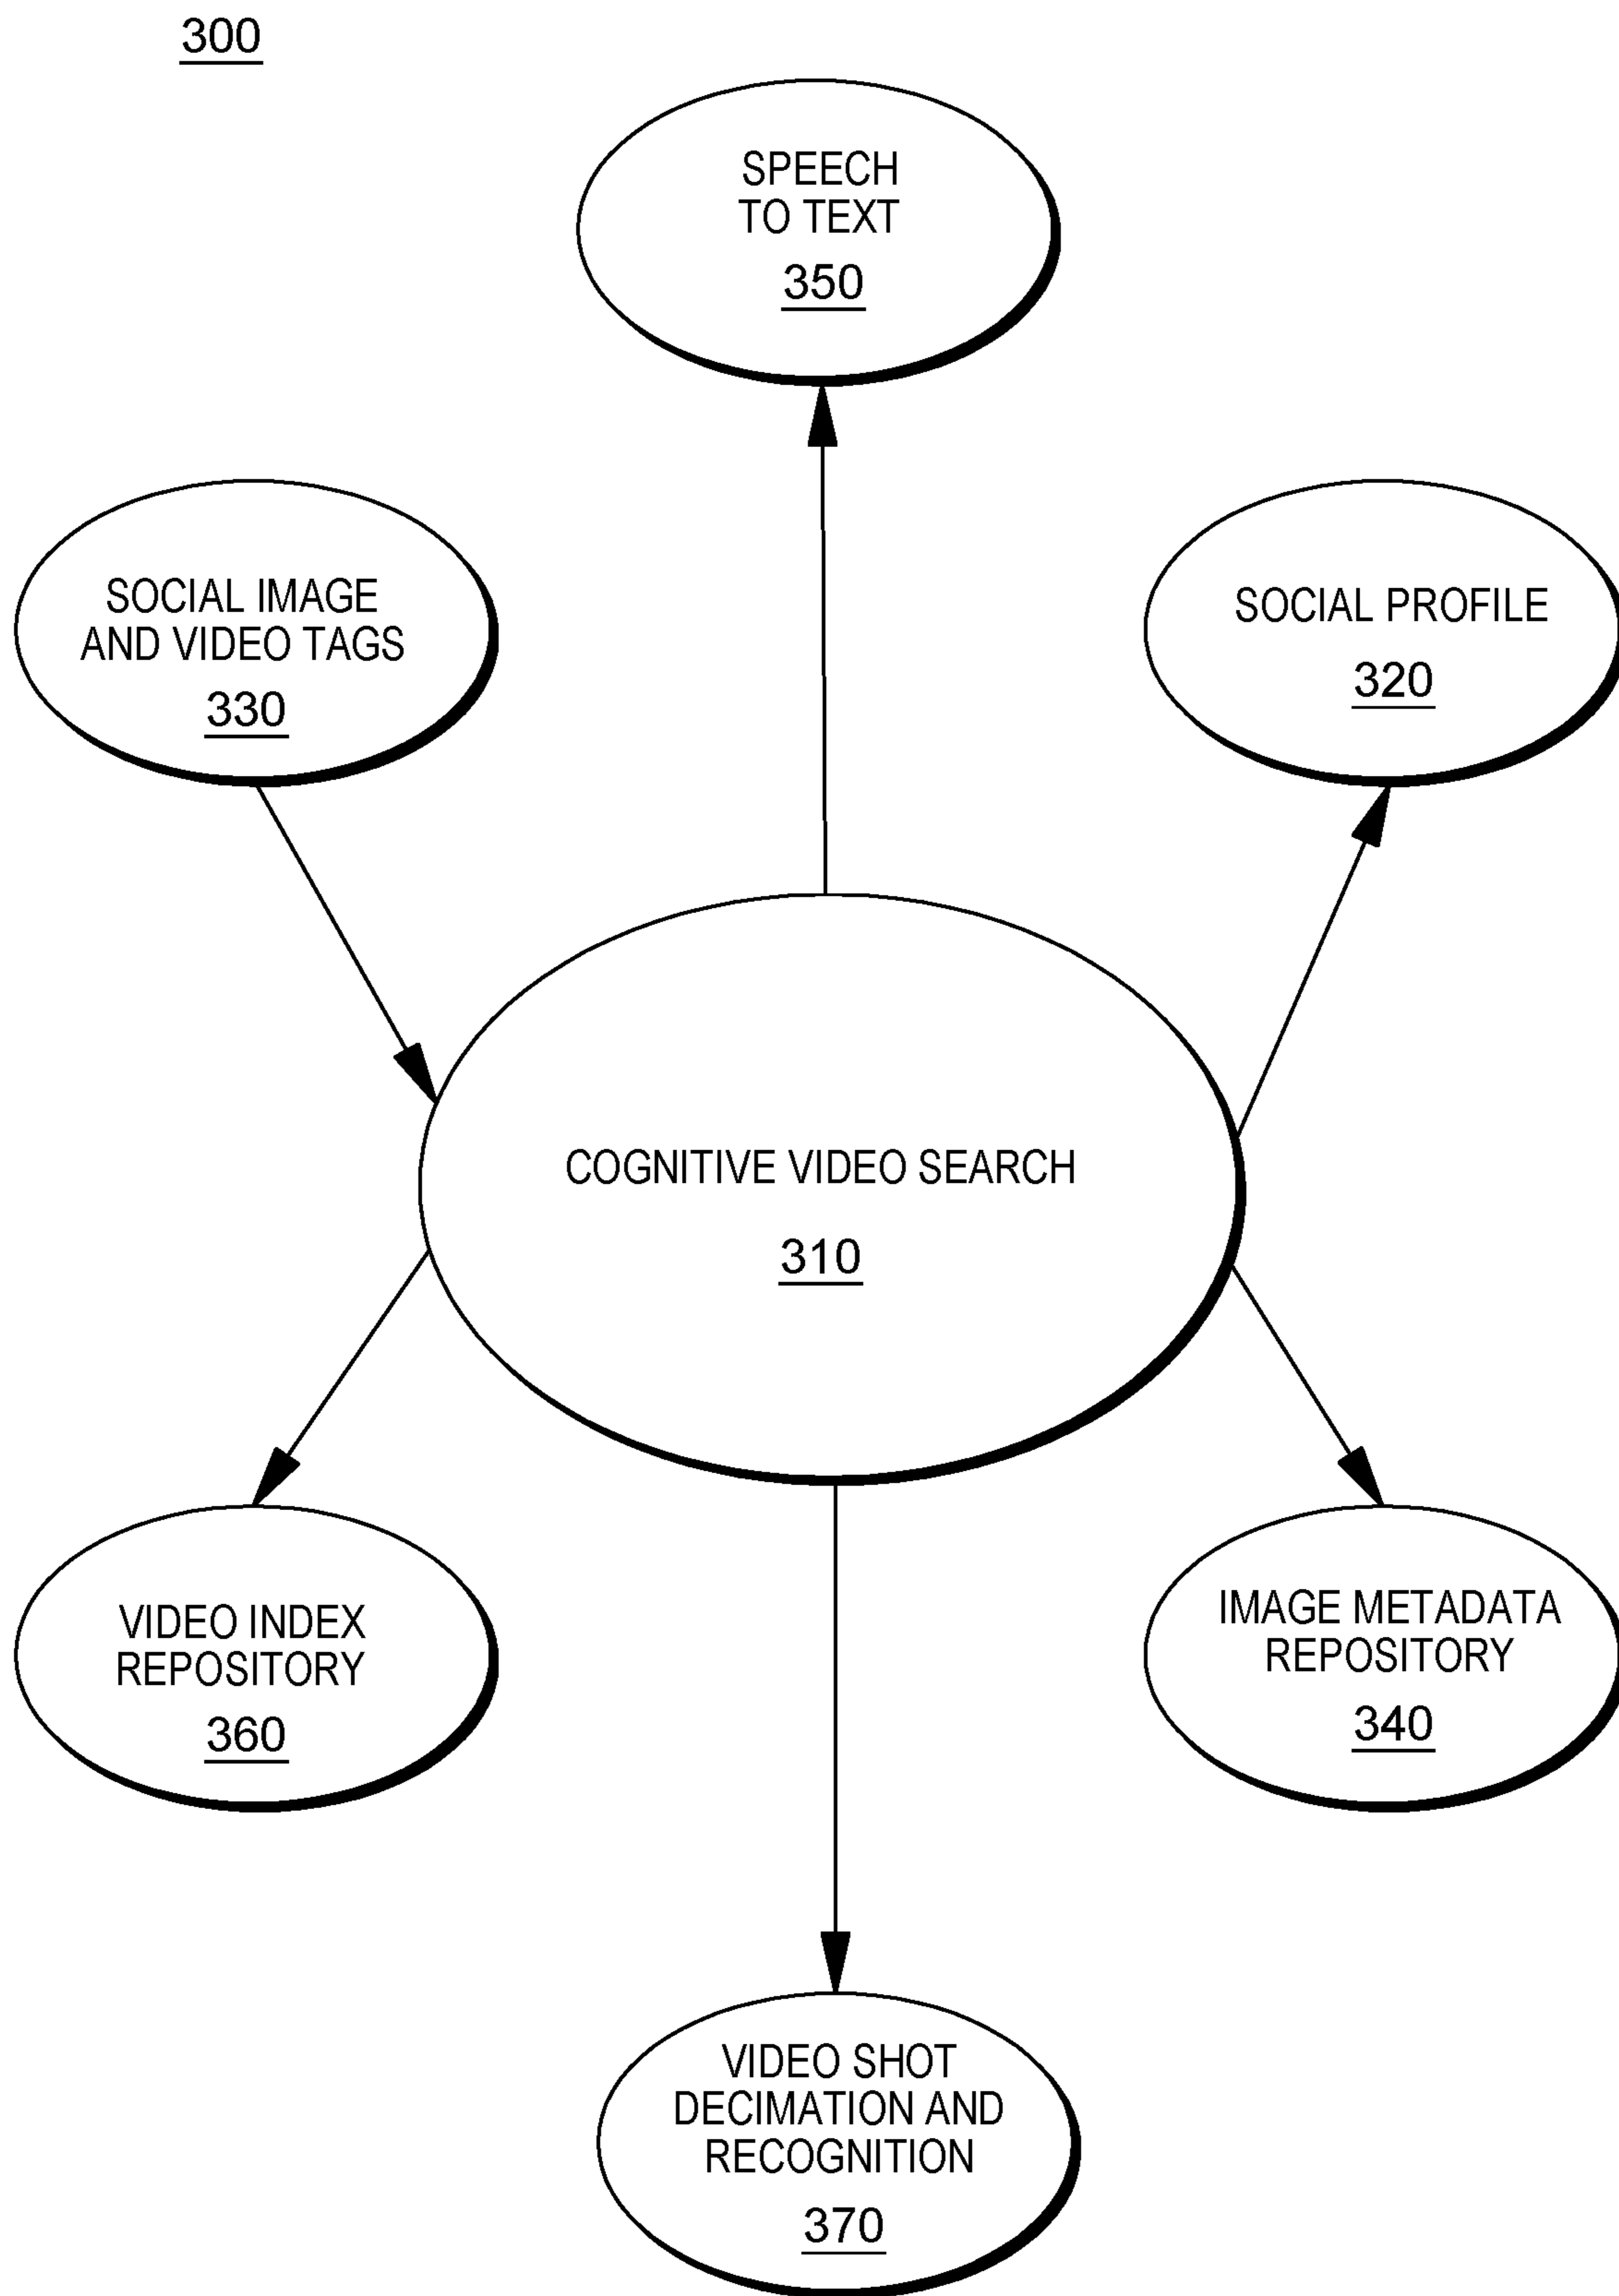 300
SPEECH
TO TEXT
350
SOCIAL IMAGE
AND VIDEO TAGS
330
SOCIAL PROFILE
320
COGNITIVE VIDEO SEARCH
310
VIDEO INDEX
REPOSITORY
360
IMAGE METADATA
REPOSITORY
340
VIDEO SHOT
DECIMATION AND
RECOGNITION
370